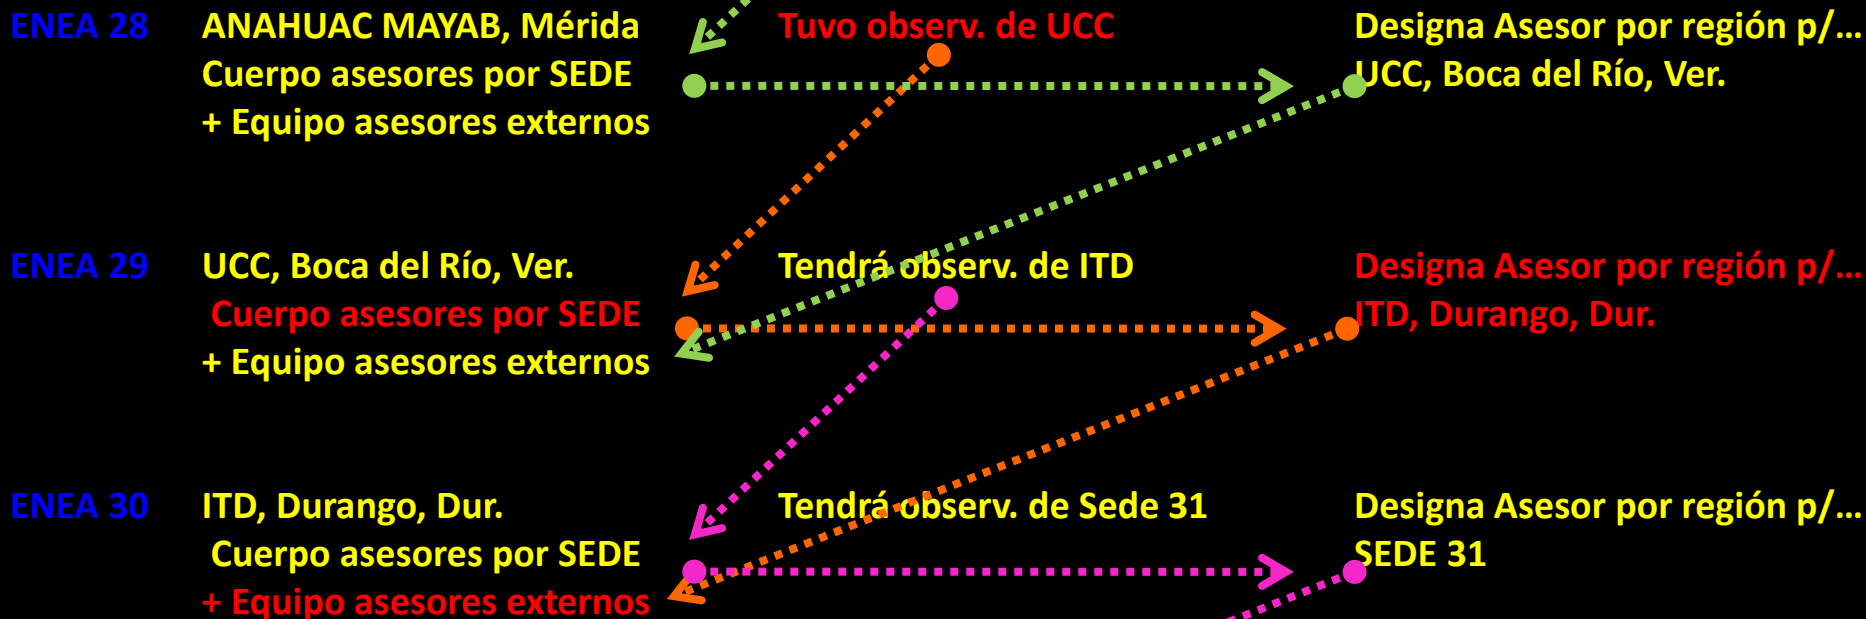 ENEA 28 ANAHUAC MAYAB, Mérida Tuvo observ. de UCC Designa Asesor por región p/...
Cuerpo asesores por SEDE UCC, Boca del Río, Ver.
+ Equipo asesores externos
ENEA 29 UCC, Boca del Río, Ver. Tendrá observ. de ITD Designa Asesor por región p/...
Cuerpo asesores por SEDE ITD, Durango, Dur.
+ Equipo asesores externos
ENEA 30 ITD, Durango, Dur. Tendrá observ. de Sede 31 Designa Asesor por región p/...
Cuerpo asesores por SEDE SEDE 31
+ Equipo asesores externos